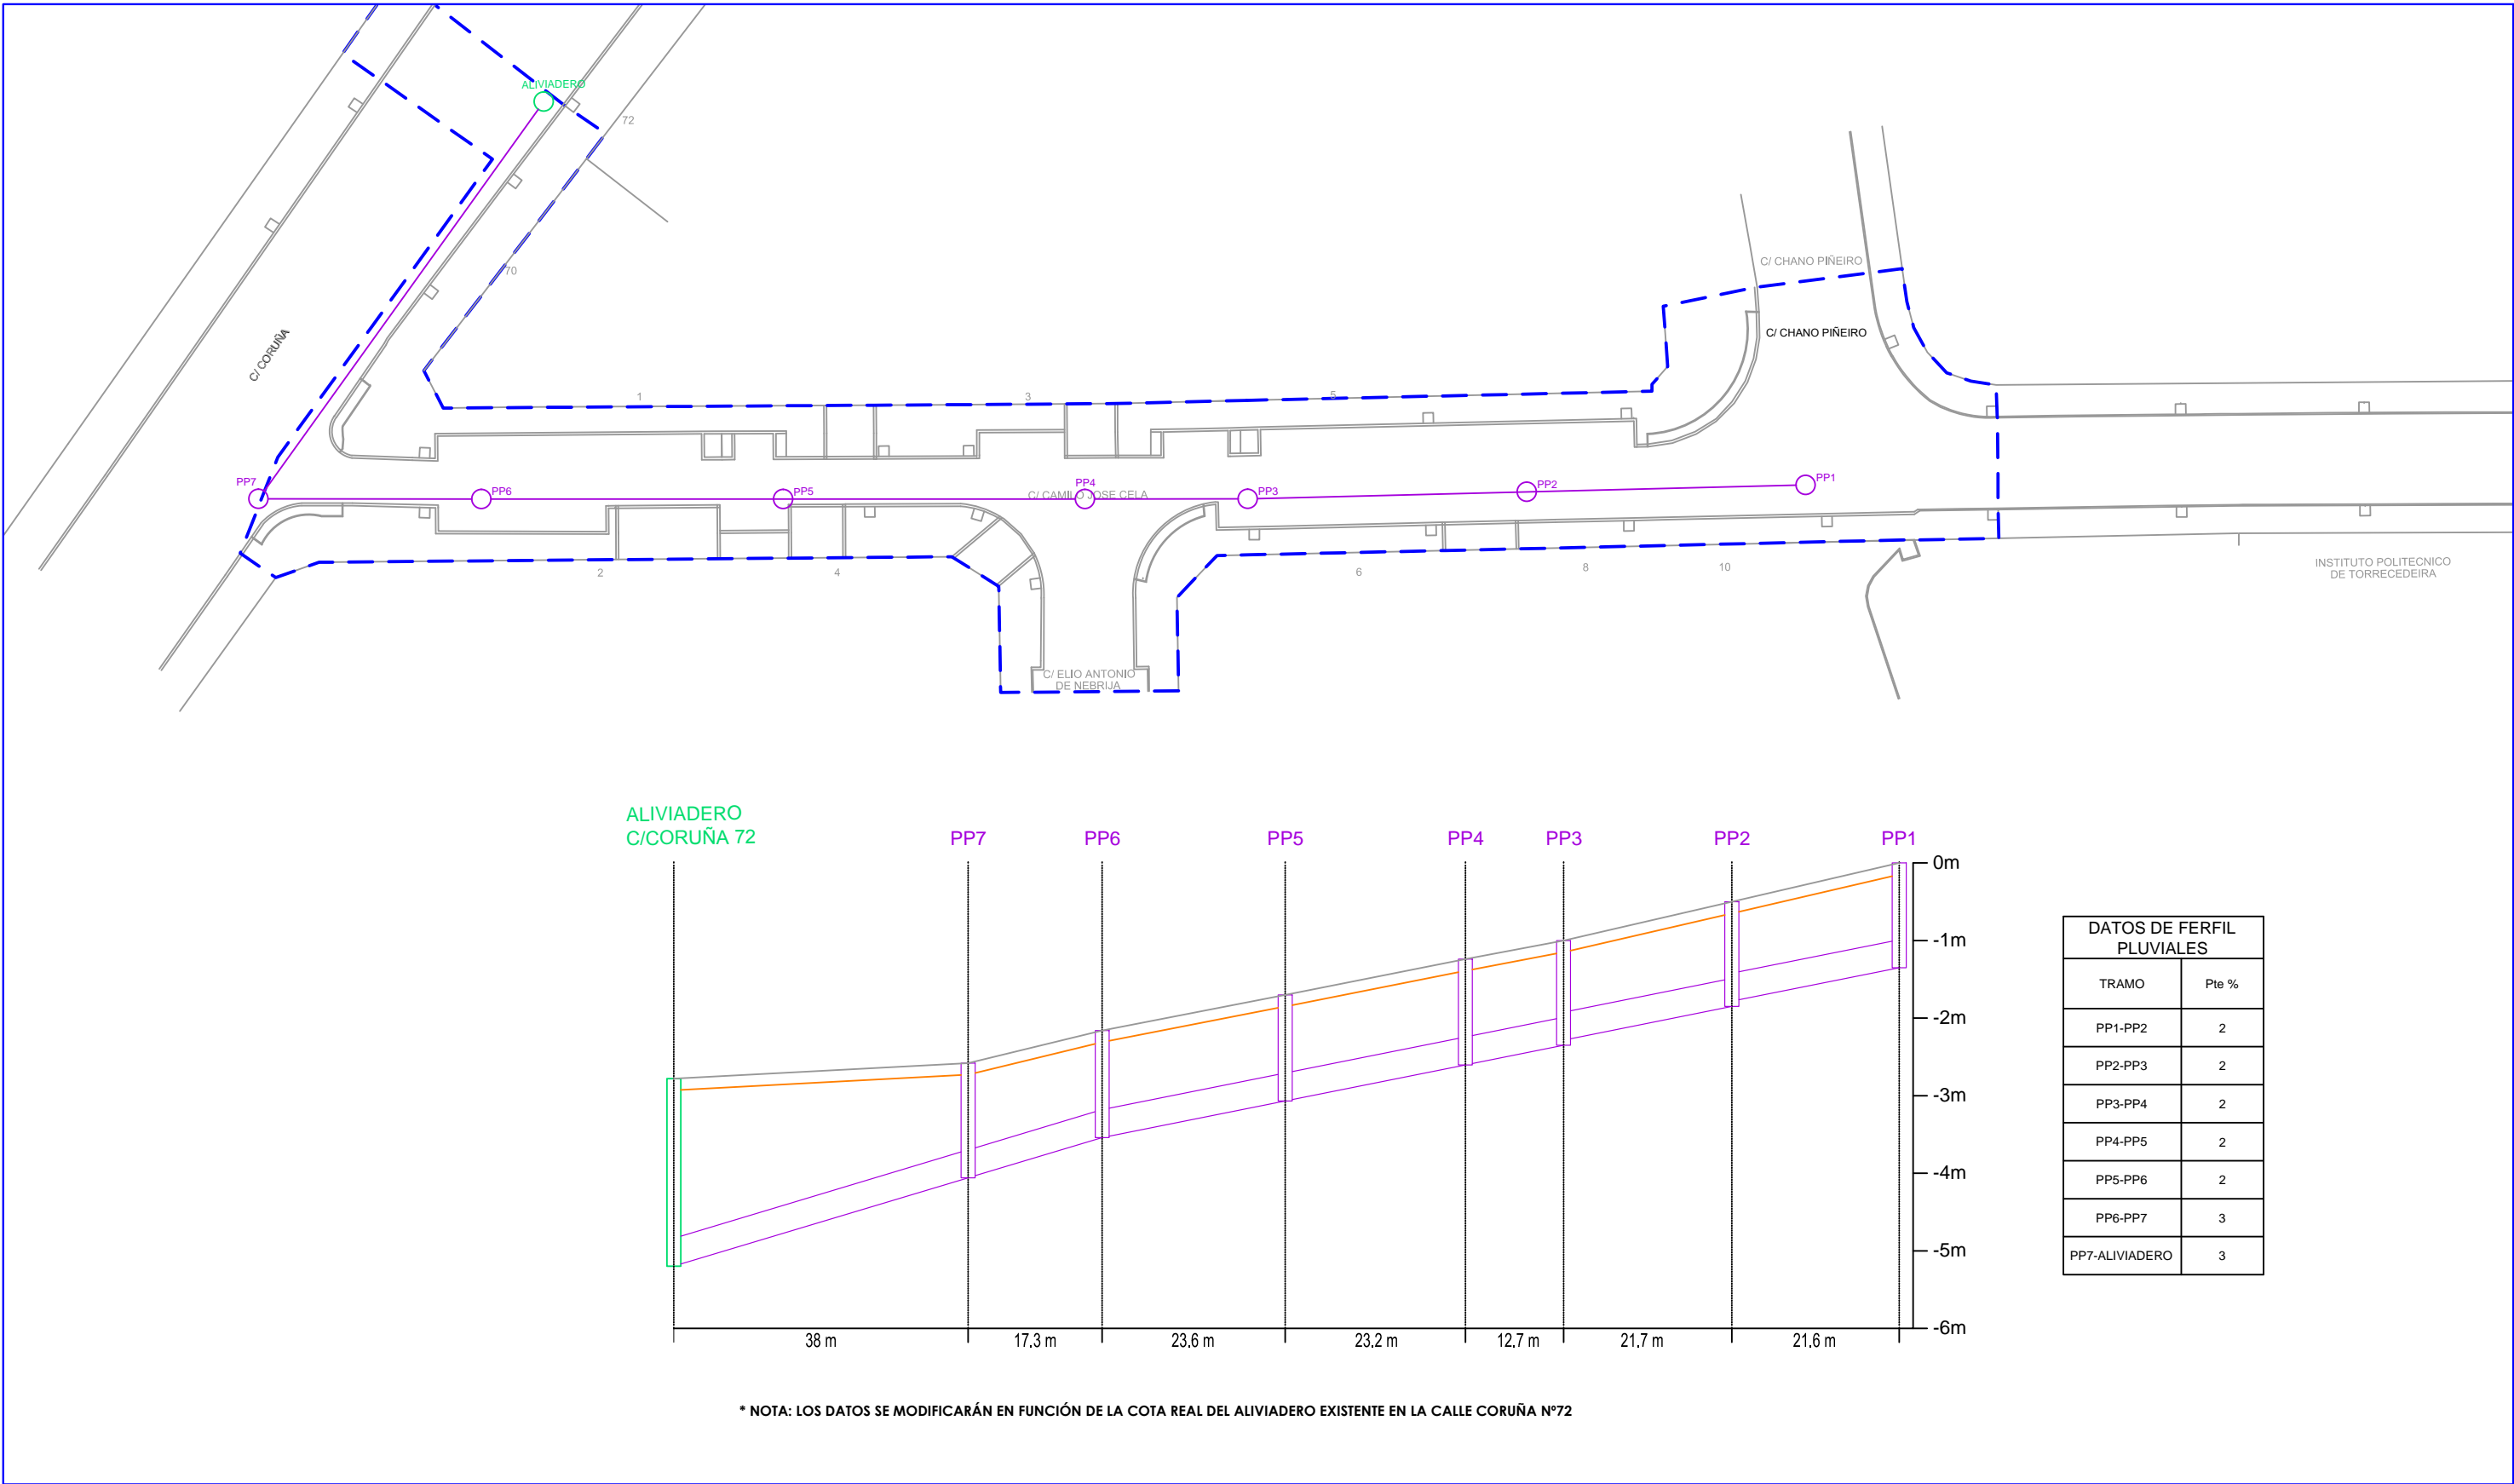 ALIVIADERO
72
70
C/ CORUÑA
C/ CHANO PIÑEIRO
C/ CHANO PIÑEIRO
1
3
5
PP7
PP6
PP5
PP4
C/ CAMILO JOSE CELA
PP3
PP2
PP1
2
4
6
8
10
INSTITUTO POLITECNICO
DE TORRECEDEIRA
C/ ELIO ANTONIO
DE NEBRIJA
ALIVIADERO
C/CORUÑA 72
PP7
PP6
PP5
PP4
PP3
PP2
PP1
0m
-1m
-2m
-3m
-4m
-5m
-6m
38 m
17,3 m
23,6 m
23,2 m
12,7 m
21,7 m
21,6 m
DATOS DE FERFIL
PLUVIALES
TRAMO Pte %
PP1-PP2 2
PP2-PP3 2
PP3-PP4 2
PP4-PP5 2
PP5-PP6 2
PP6-PP7 3
PP7-ALIVIADERO 3
* NOTA: LOS DATOS SE MODIFICARÁN EN FUNCIÓN DE LA COTA REAL DEL ALIVIADERO EXISTENTE EN LA CALLE CORUÑA Nº72